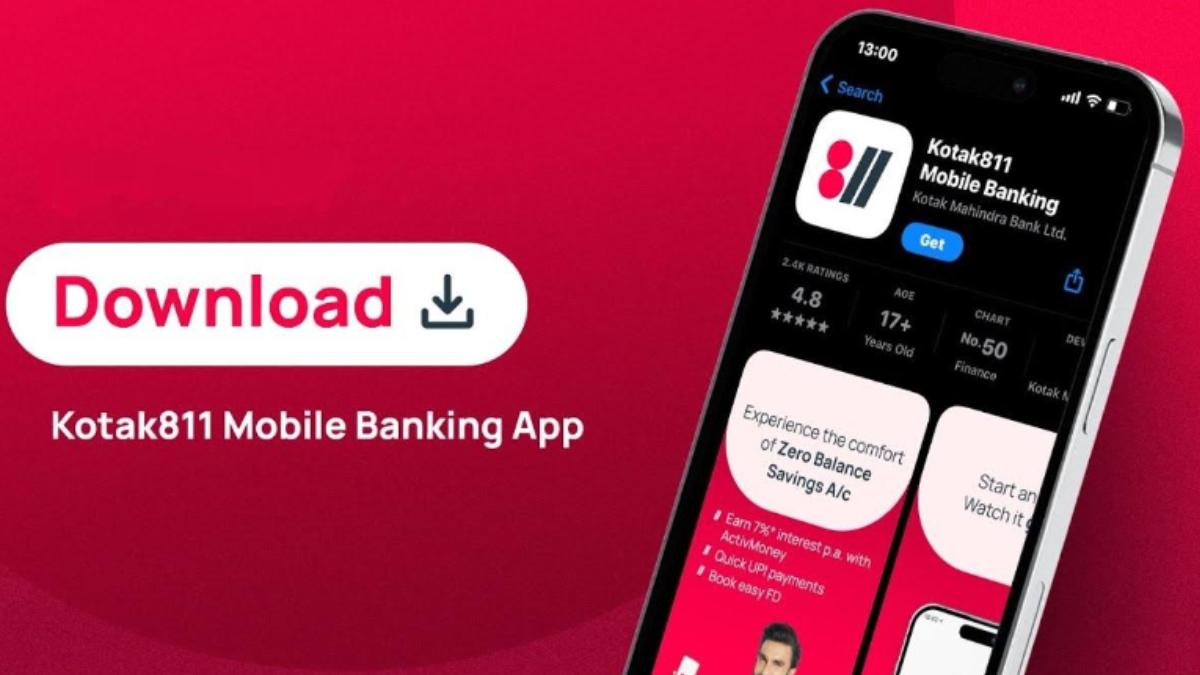 Download
Kotak811 Mobile Banking App
13:00
Search
811
Kotak811
Mobile Banking
Kotak Mahindra Bank Ltd.
Get
2.4K RATINGS
4.8
AGE
17+
Years Old
CHART
No.50
Finance
Kotak
Experience the comfort
of Zero Balance
Savings A/c
Earn 7%* interest p.a. with
ActivMoney
Quick UPI payments
Book easy FD
Start an
Watch it